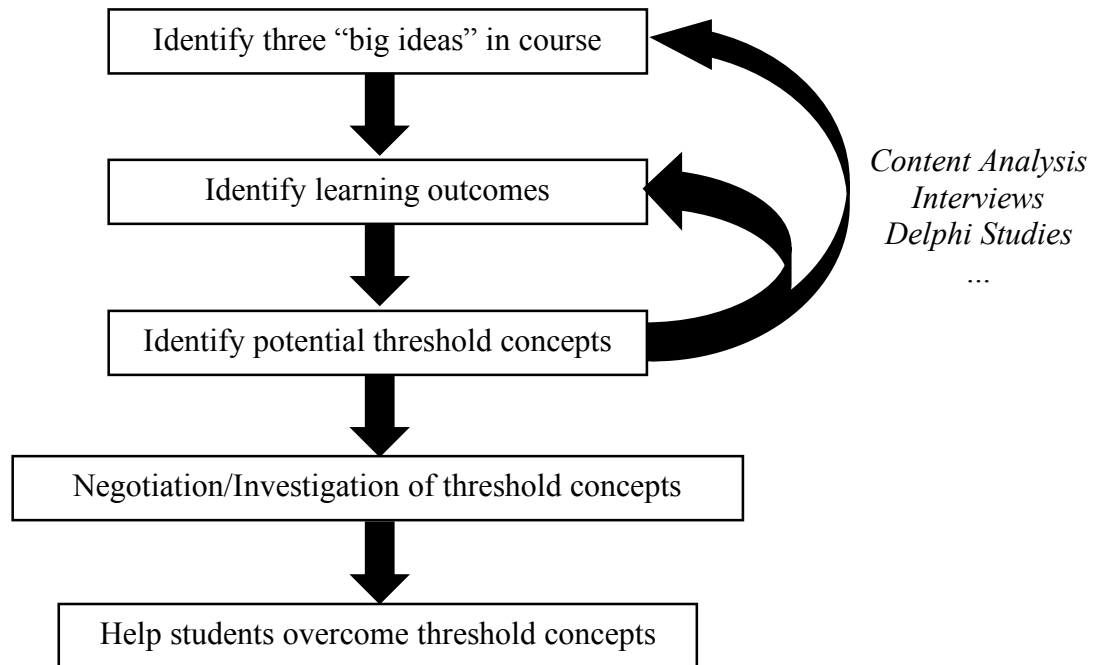 Identify three “big ideas” in course
Identify learning outcomes
Identify potential threshold concepts
Negotiation/Investigation of threshold concepts
Help students overcome threshold concepts
Content Analysis
Interviews
Delphi Studies
...